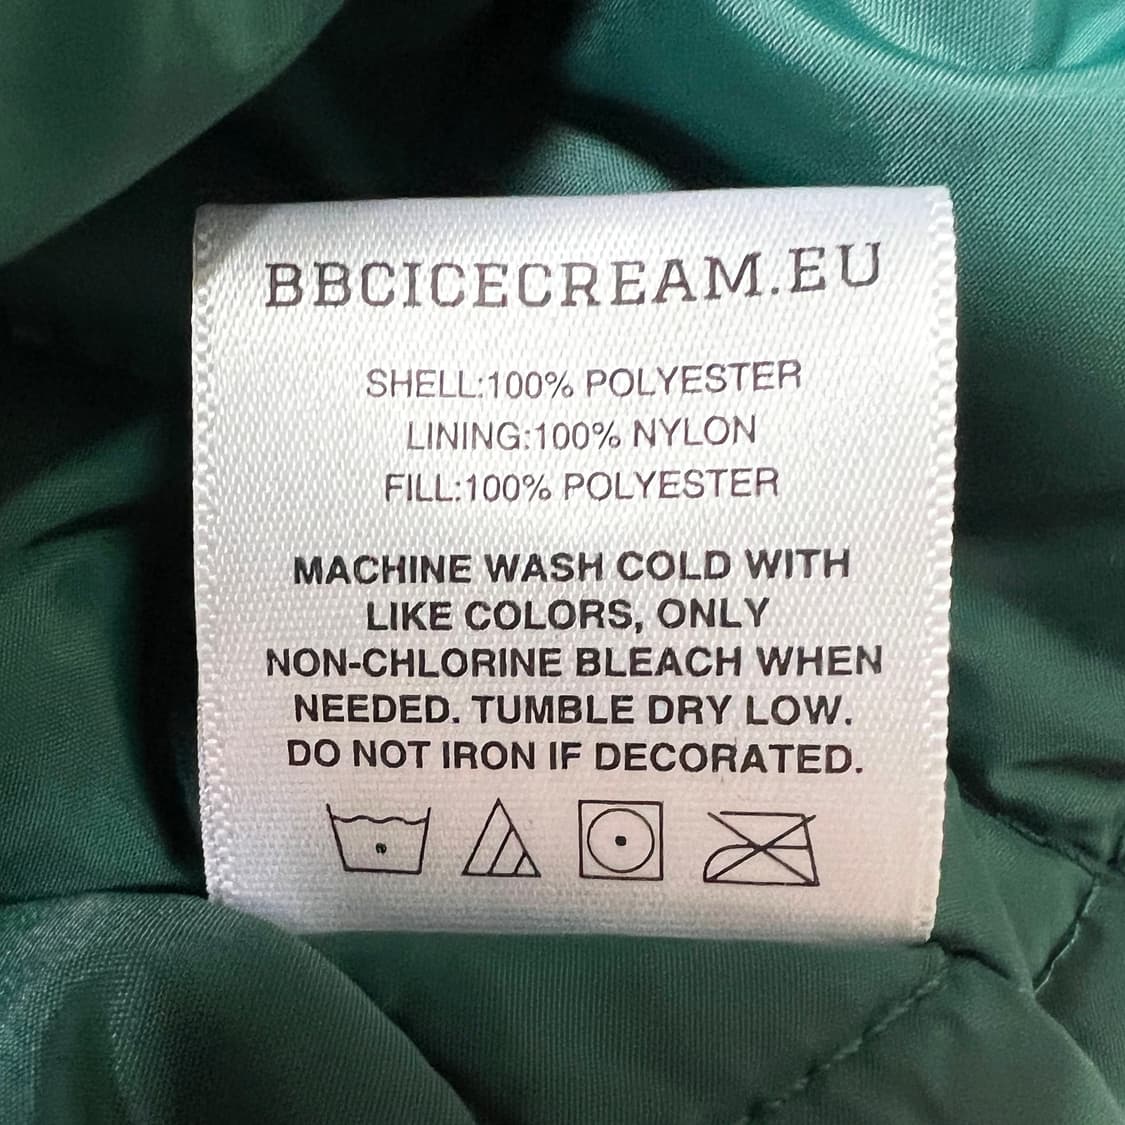 BBCICECREAM.EU
SHELL:100% POLYESTER
LINING:100% NYLON
FILL:100% POLYESTER
MACHINE WASH COLD WITH
LIKE COLORS, ONLY
NON-CHLORINE BLEACH WHEN
NEEDED. TUMBLE DRY LOW.
DO NOT IRON IF DECORATED.